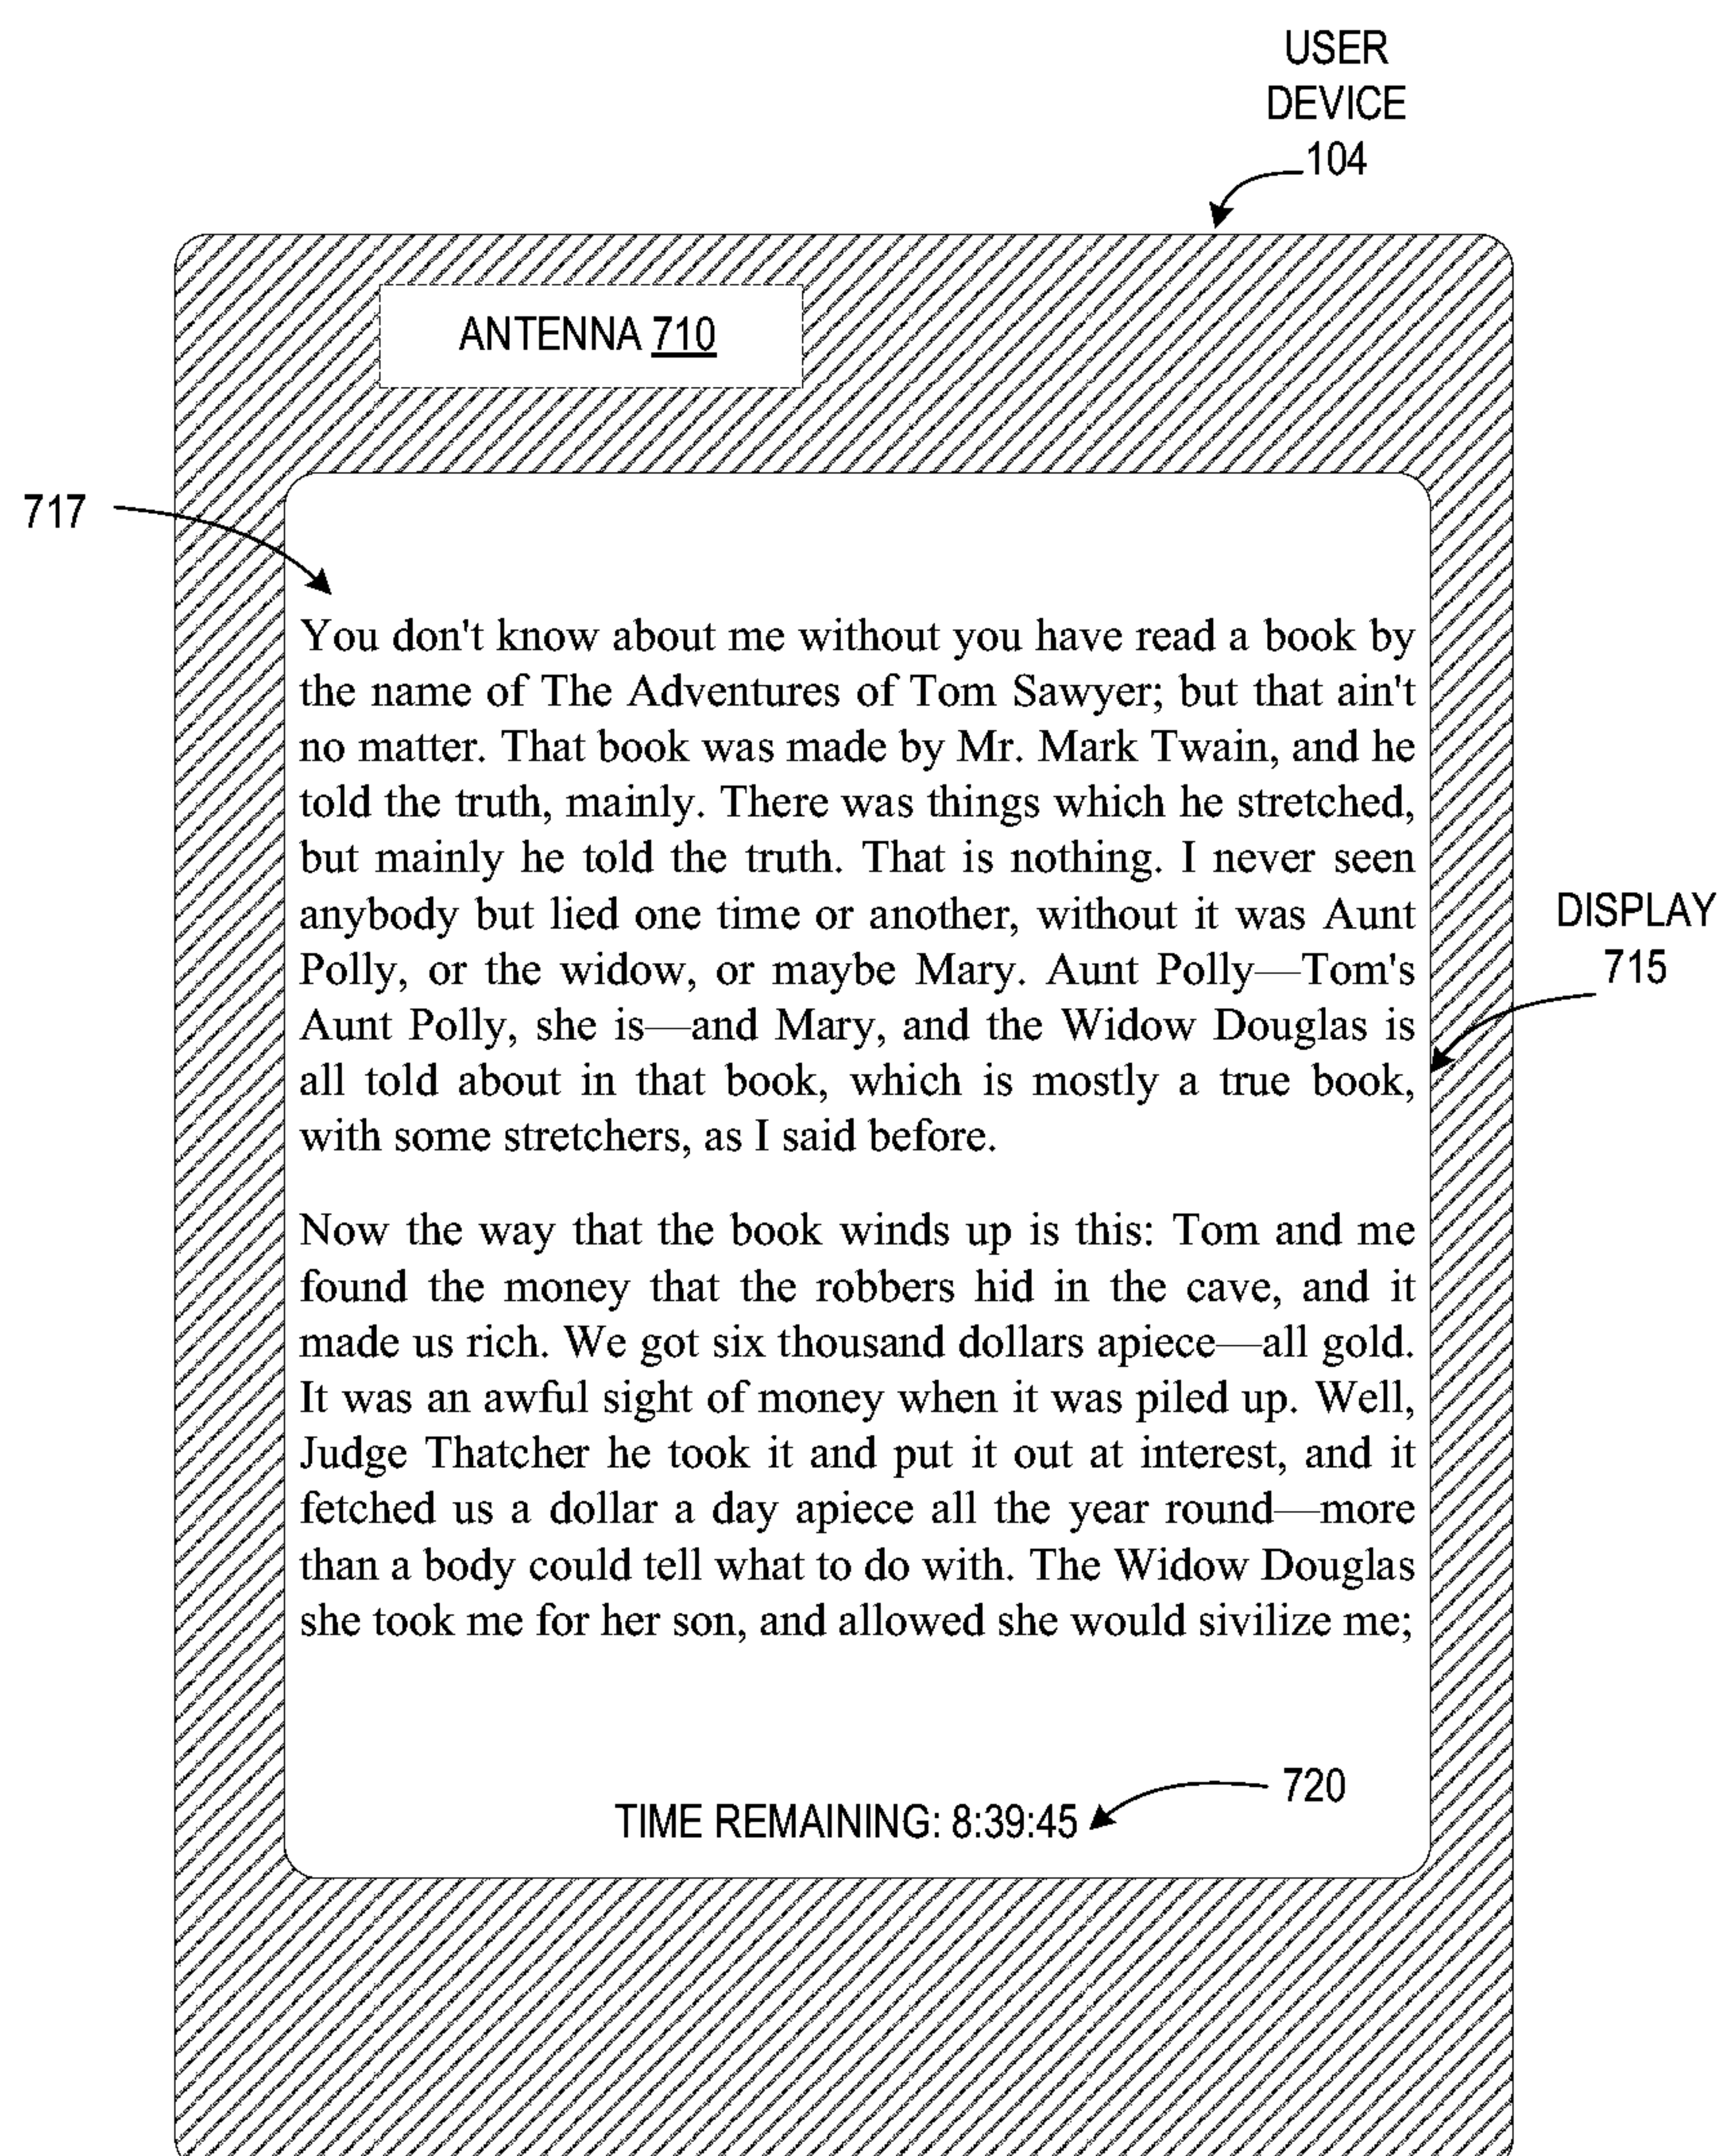 USER
DEVICE
104
ANTENNA 710
717
You don't know about me without you have read a book by
the name of The Adventures of Tom Sawyer; but that ain't
no matter. That book was made by Mr. Mark Twain, and he
told the truth, mainly. There was things which he stretched,
but mainly he told the truth. That is nothing. I never seen
anybody but lied one time or another, without it was Aunt
Polly, or the widow, or maybe Mary. Aunt Polly—Tom's
Aunt Polly, she is—and Mary, and the Widow Douglas is
all told about in that book, which is mostly a true book,
with some stretchers, as I said before.
DISPLAY
715
Now the way that the book winds up is this: Tom and me
found the money that the robbers hid in the cave, and it
made us rich. We got six thousand dollars apiece—all gold.
It was an awful sight of money when it was piled up. Well,
Judge Thatcher he took it and put it out at interest, and it
fetched us a dollar a day apiece all the year round—more
than a body could tell what to do with. The Widow Douglas
she took me for her son, and allowed she would sivilize me;
720
TIME REMAINING: 8:39:45